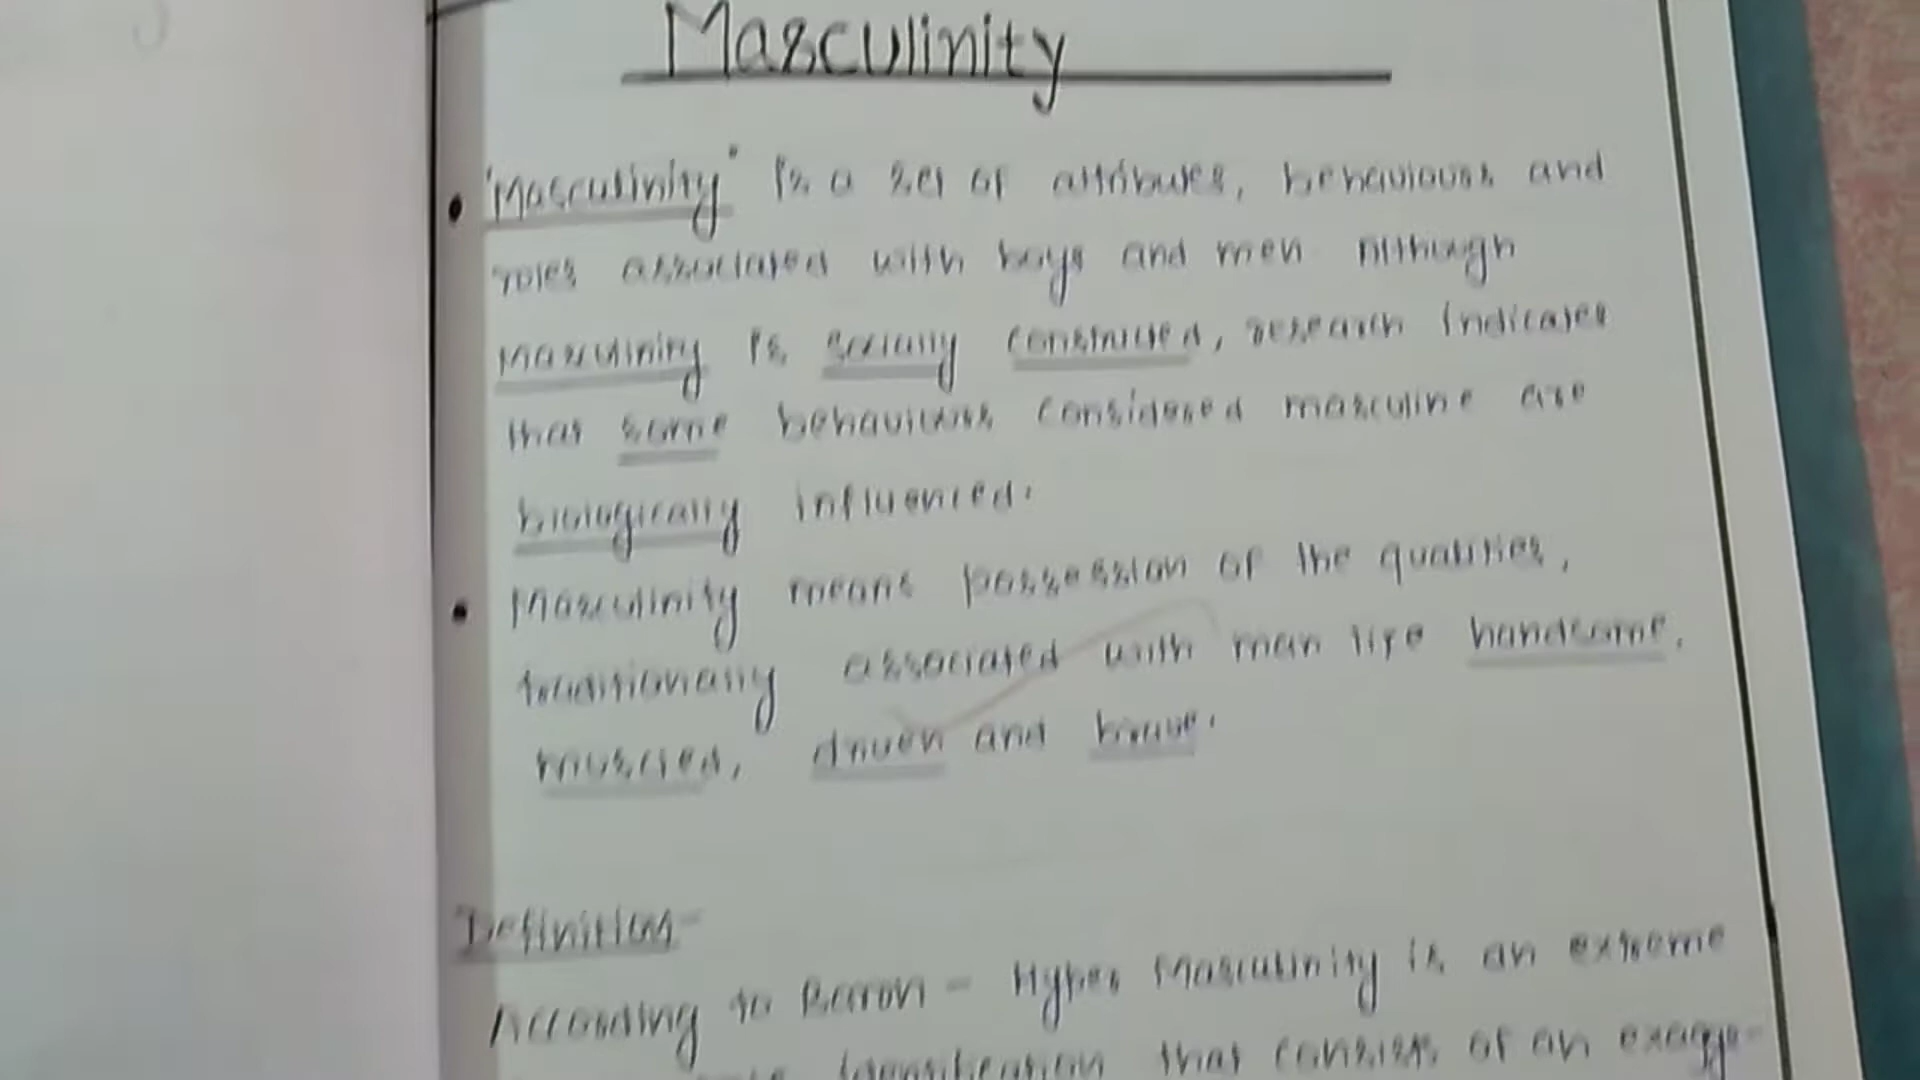 Masculinity
• "Masculinity" is a set of attributes, behaviours and
roles associated with boys and men. Although
masculinity is socially constructed, research indicates
that some behaviours considered masculine are
biologically influenced.
• Masculinity means possession of the qualities,
traditionally associated with man like handsome,
muscled, driven and brave.
Definition-
According to Baron - Hyper Masculinity is an extreme
identification that consists of an exagge-